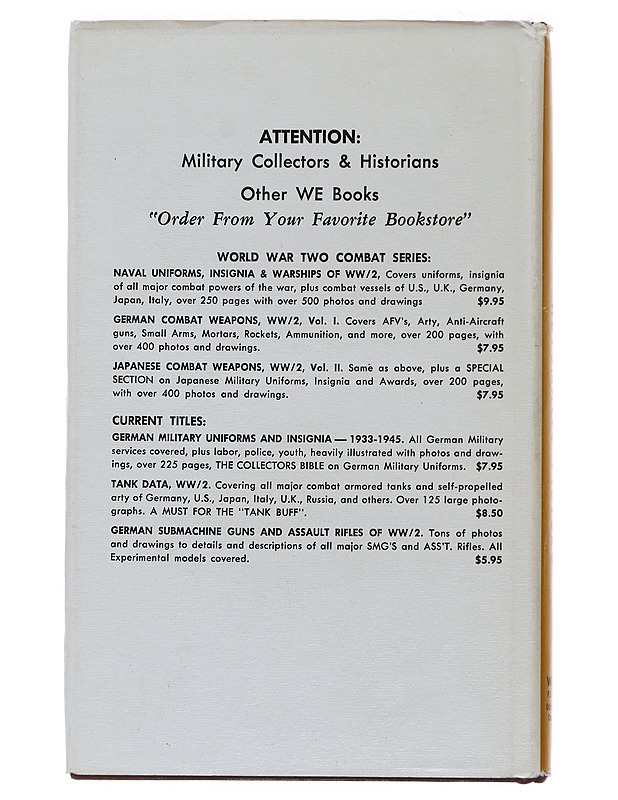 ATTENTION:
Military Collectors & Historians
Other WE Books
"Order From Your Favorite Bookstore"
WORLD WAR TWO COMBAT SERIES:
NAVAL UNIFORMS, INSIGNIA & WARSHIPS OF WW/2, Covers uniforms, insignia
of all major combat powers of the war, plus combat vessels of U.S., U.K., Germany,
Japan, Italy, over 250 pages with over 500 photos and drawings $9.95
GERMAN COMBAT WEAPONS, WW/2, Vol. I. Covers AFV's, Arty, Anti-Aircraft
guns, Small Arms, Mortars, Rockets, Ammunition, and more, over 200 pages, with
over 400 photos and drawings. $7.95
JAPANESE COMBAT WEAPONS, WW/2, Vol. II. Same as above, plus a SPECIAL
SECTION on Japanese Military Uniforms, Insignia and Awards, over 200 pages,
with over 400 photos and drawings. $7.95
CURRENT TITLES:
GERMAN MILITARY UNIFORMS AND INSIGNIA — 1933-1945. All German Military
services covered, plus labor, police, youth, heavily illustrated with photos and draw-
ings, over 225 pages, THE COLLECTORS BIBLE on German Military Uniforms. $7.95
TANK DATA, WW/2. Covering all major combat armored tanks and self-propelled
arty of Germany, U.S., Japan, Italy, U.K., Russia, and others. Over 125 large photo-
graphs. A MUST FOR THE "TANK BUFF". $8.50
GERMAN SUBMACHINE GUNS AND ASSAULT RIFLES OF WW/2. Tons of photos
and drawings to details and descriptions of all major SMG'S and ASS'T. Rifles. All
Experimental models covered. $5.95